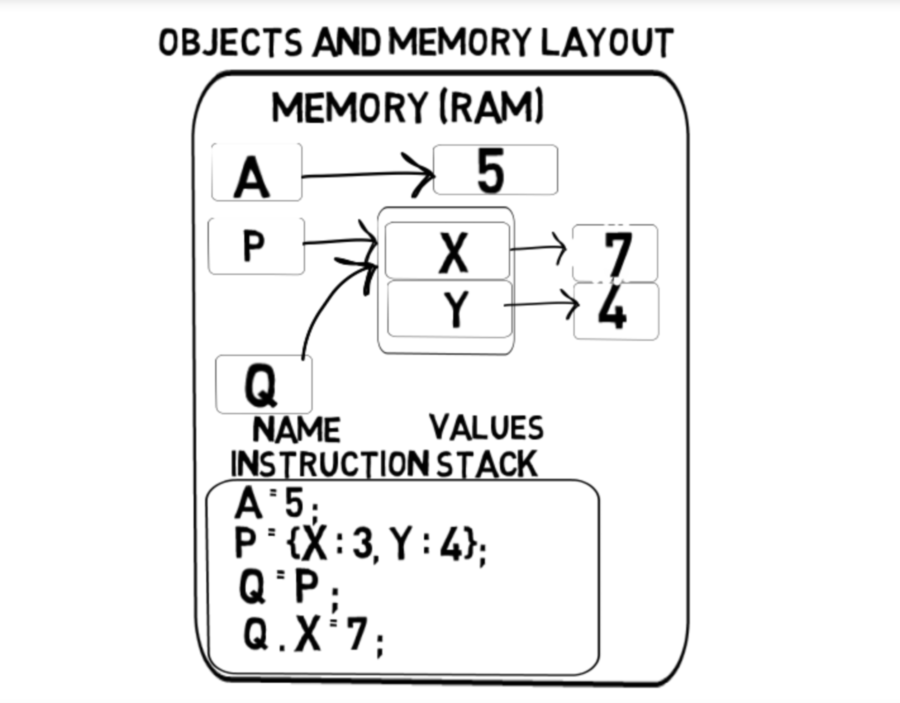 OBJECTS AND MEMORY LAYOUT
MEMORY (RAM)
A 5
P X 7
Y 4
Q
NAME VALUES
INSTRUCTION STACK
A = 5;
P = {X : 3, Y : 4};
Q = P ;
Q . X = 7 ;